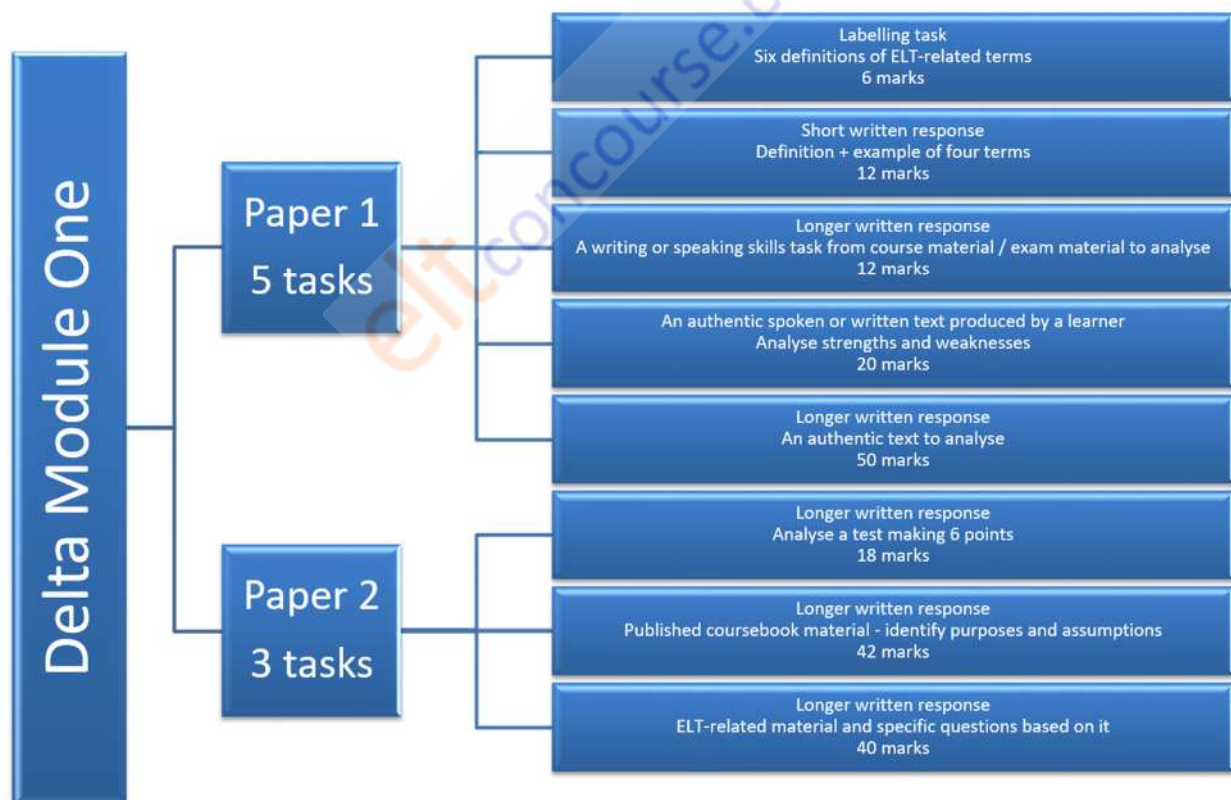 Delta Module One
Paper 1
5 tasks
Labelling task
Six definitions of ELT-related terms
6 marks
Short written response
Definition + example of four terms
12 marks
Longer written response
A writing or speaking skills task from course material / exam material to analyse
12 marks
An authentic spoken or written text produced by a learner
Analyse strengths and weaknesses
20 marks
Longer written response
An authentic text to analyse
50 marks
Paper 2
3 tasks
Longer written response
Analyse a test making 6 points
18 marks
Longer written response
Published coursebook material - identify purposes and assumptions
42 marks
Longer written response
ELT-related material and specific questions based on it
40 marks
eltconcourse.c